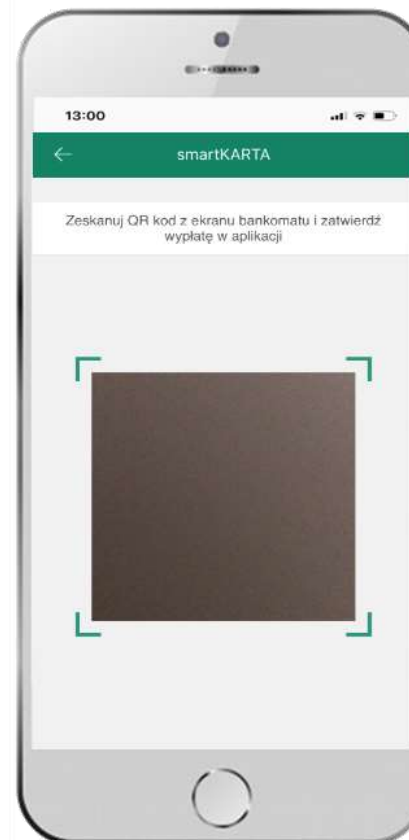 13:00
smartKARTA
Zeskanuj QR kod z ekranu bankomatu i zatwierdź
wypłatę w aplikacji